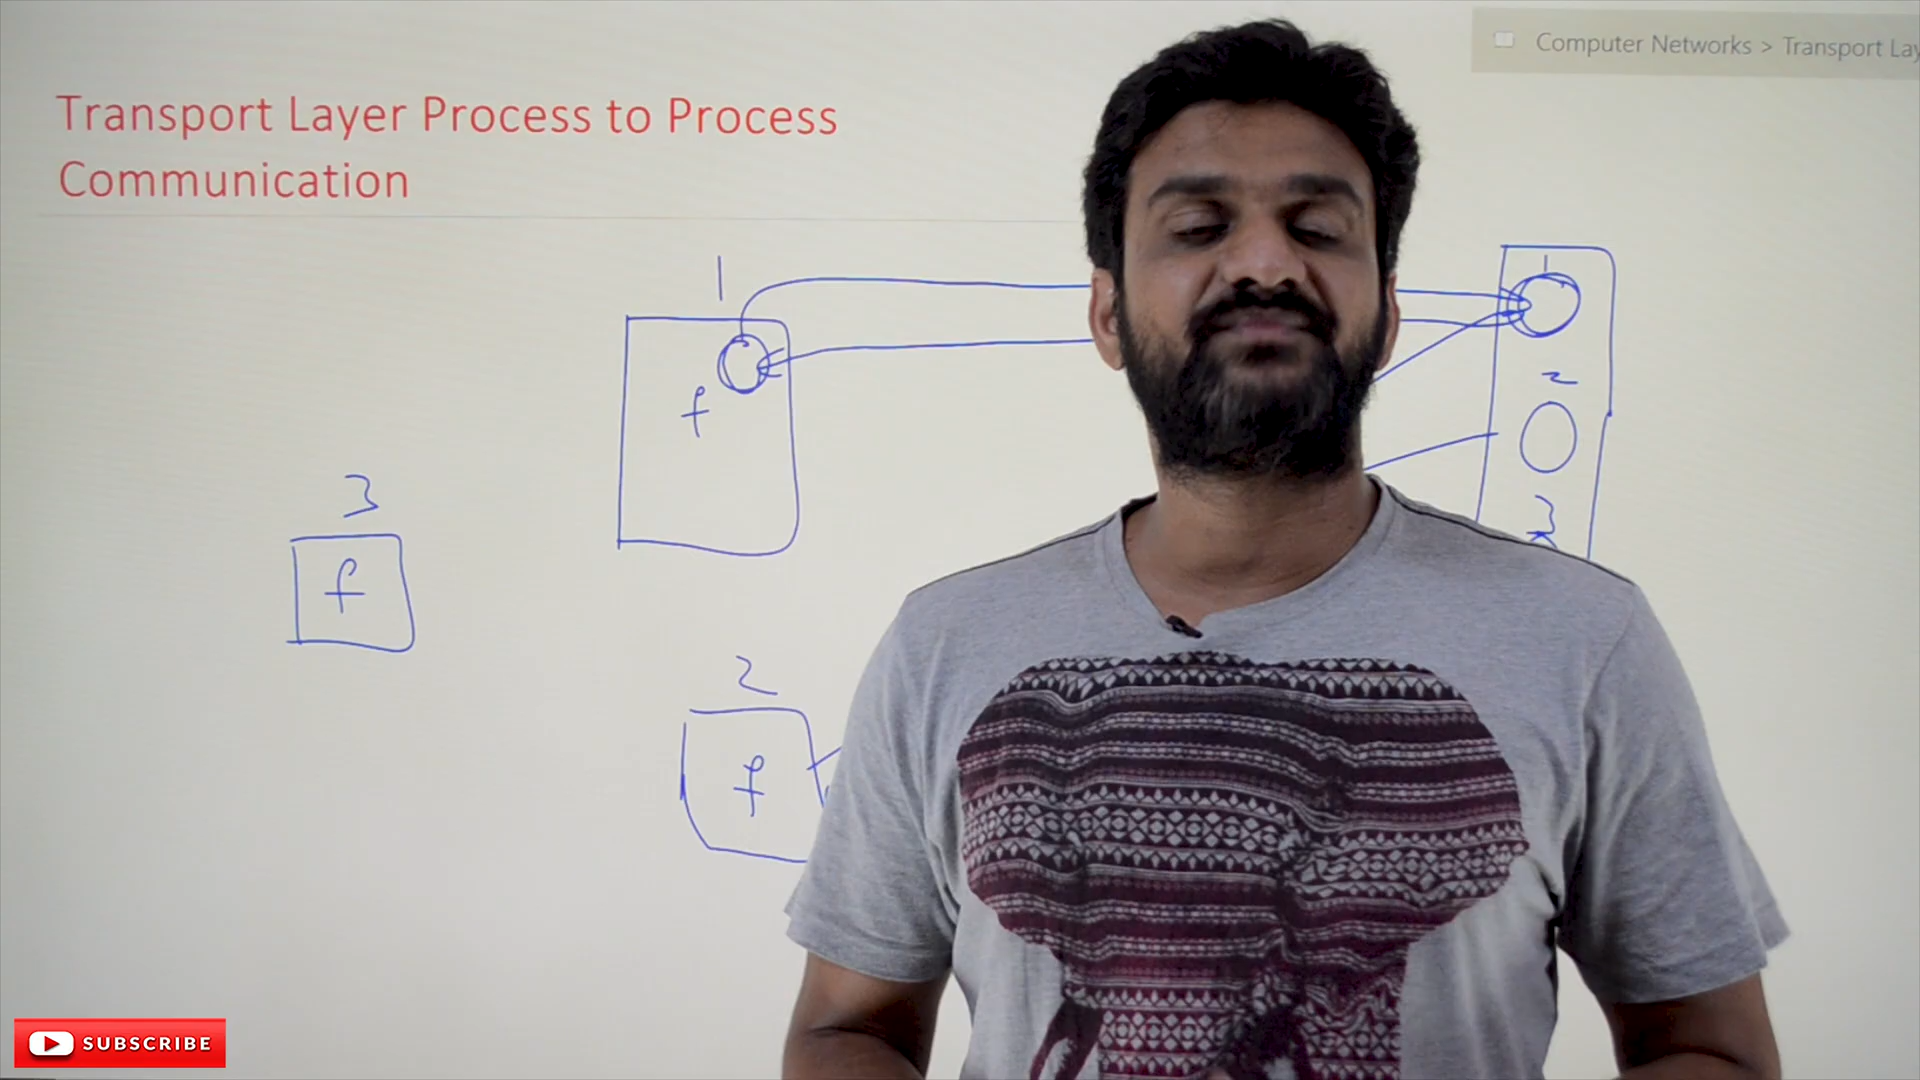 Computer Networks > Transport Lay
Transport Layer Process to Process
Communication
1
1
f
2
3
3
f
2
f
SUBSCRIBE